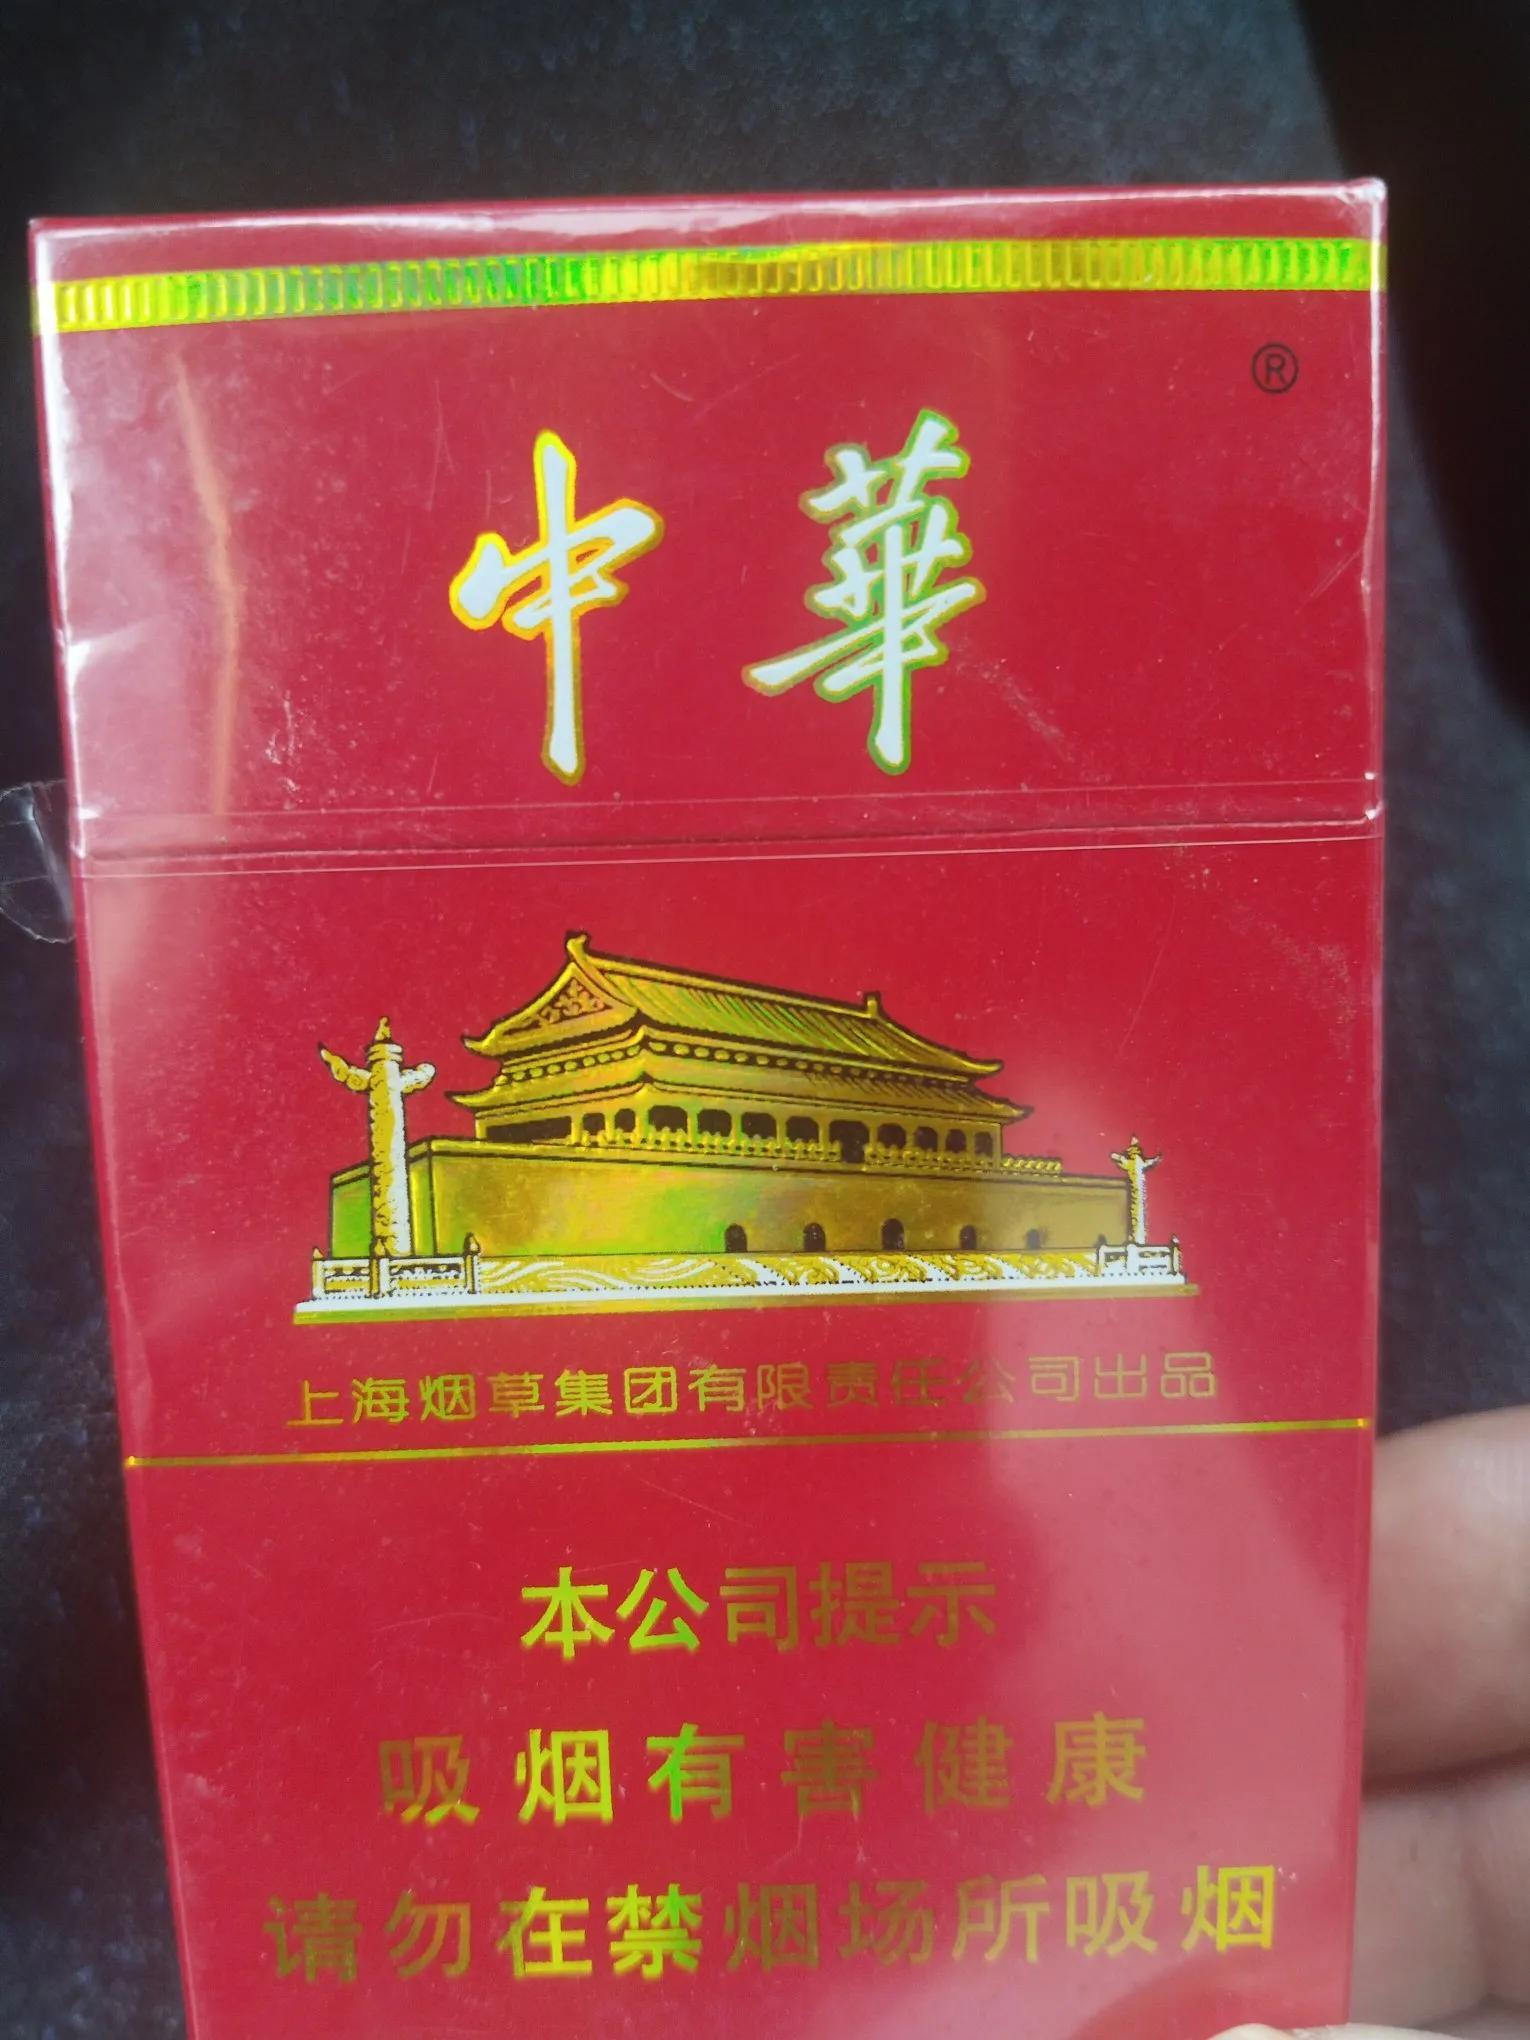 ®
中華
上海烟草集团有限责任公司出品
本公司提示
吸烟有害健康
请勿在禁烟场所吸烟